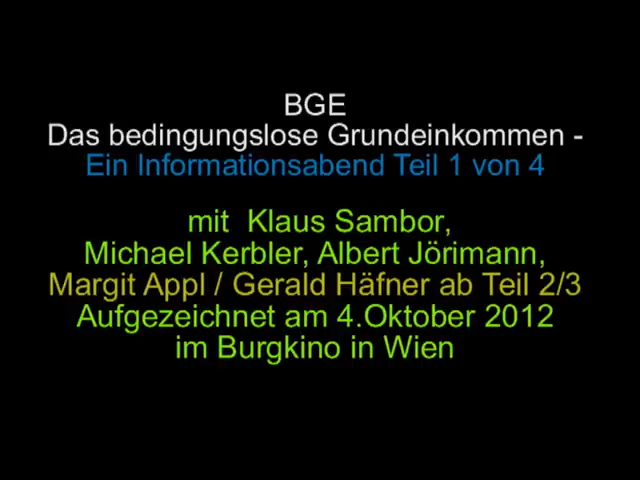 BGE
Das bedingungslose Grundeinkommen -
Ein Informationsabend Teil 1 von 4
mit  Klaus Sambor,
Michael Kerbler, Albert Jörimann,
Margit Appl / Gerald Häfner ab Teil 2/3
Aufgezeichnet am 4.Oktober 2012
im Burgkino in Wien